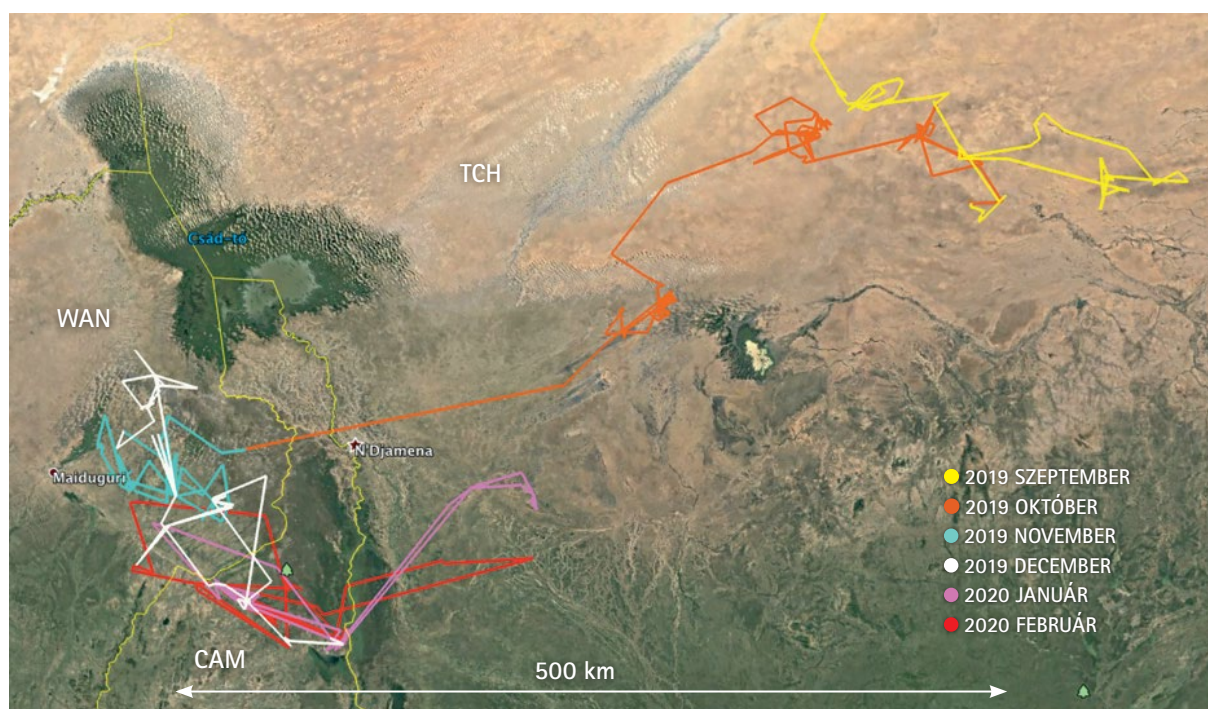 TCH
Csád-tó
WAN
N'Djamena
Maiduguri
2019 SZEPTEMBER
2019 OKTÓBER
2019 NOVEMBER
2019 DECEMBER
2020 JANUÁR
2020 FEBRUÁR
CAM
500 km